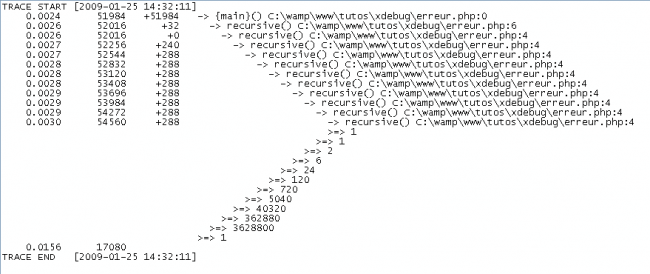 TRACE START [2009-01-25 14:32:11]
0.0024 51984 +51984 -> {main}() C:\wamp\www\tutos\xdebug\erreur.php:0
0.0026 52016 +32 -> recursive() C:\wamp\www\tutos\xdebug\erreur.php:6
0.0026 52016 +0 -> recursive() C:\wamp\www\tutos\xdebug\erreur.php:4
0.0027 52256 +240 -> recursive() C:\wamp\www\tutos\xdebug\erreur.php:4
0.0027 52544 +288 -> recursive() C:\wamp\www\tutos\xdebug\erreur.php:4
0.0028 52832 +288 -> recursive() C:\wamp\www\tutos\xdebug\erreur.php:4
0.0028 53120 +288 -> recursive() C:\wamp\www\tutos\xdebug\erreur.php:4
0.0028 53408 +288 -> recursive() C:\wamp\www\tutos\xdebug\erreur.php:4
0.0028 53696 +288 -> recursive() C:\wamp\www\tutos\xdebug\erreur.php:4
0.0029 53984 +288 -> recursive() C:\wamp\www\tutos\xdebug\erreur.php:4
0.0029 54272 +288 -> recursive() C:\wamp\www\tutos\xdebug\erreur.php:4
0.0030 54560 +288 -> recursive() C:\wamp\www\tutos\xdebug\erreur.php:4
>=> 1
>=> 1
>=> 2
>=> 6
>=> 24
>=> 120
>=> 720
>=> 5040
>=> 40320
>=> 362880
>=> 3628800
>=> 1
0.0156 17080
TRACE END [2009-01-25 14:32:11]